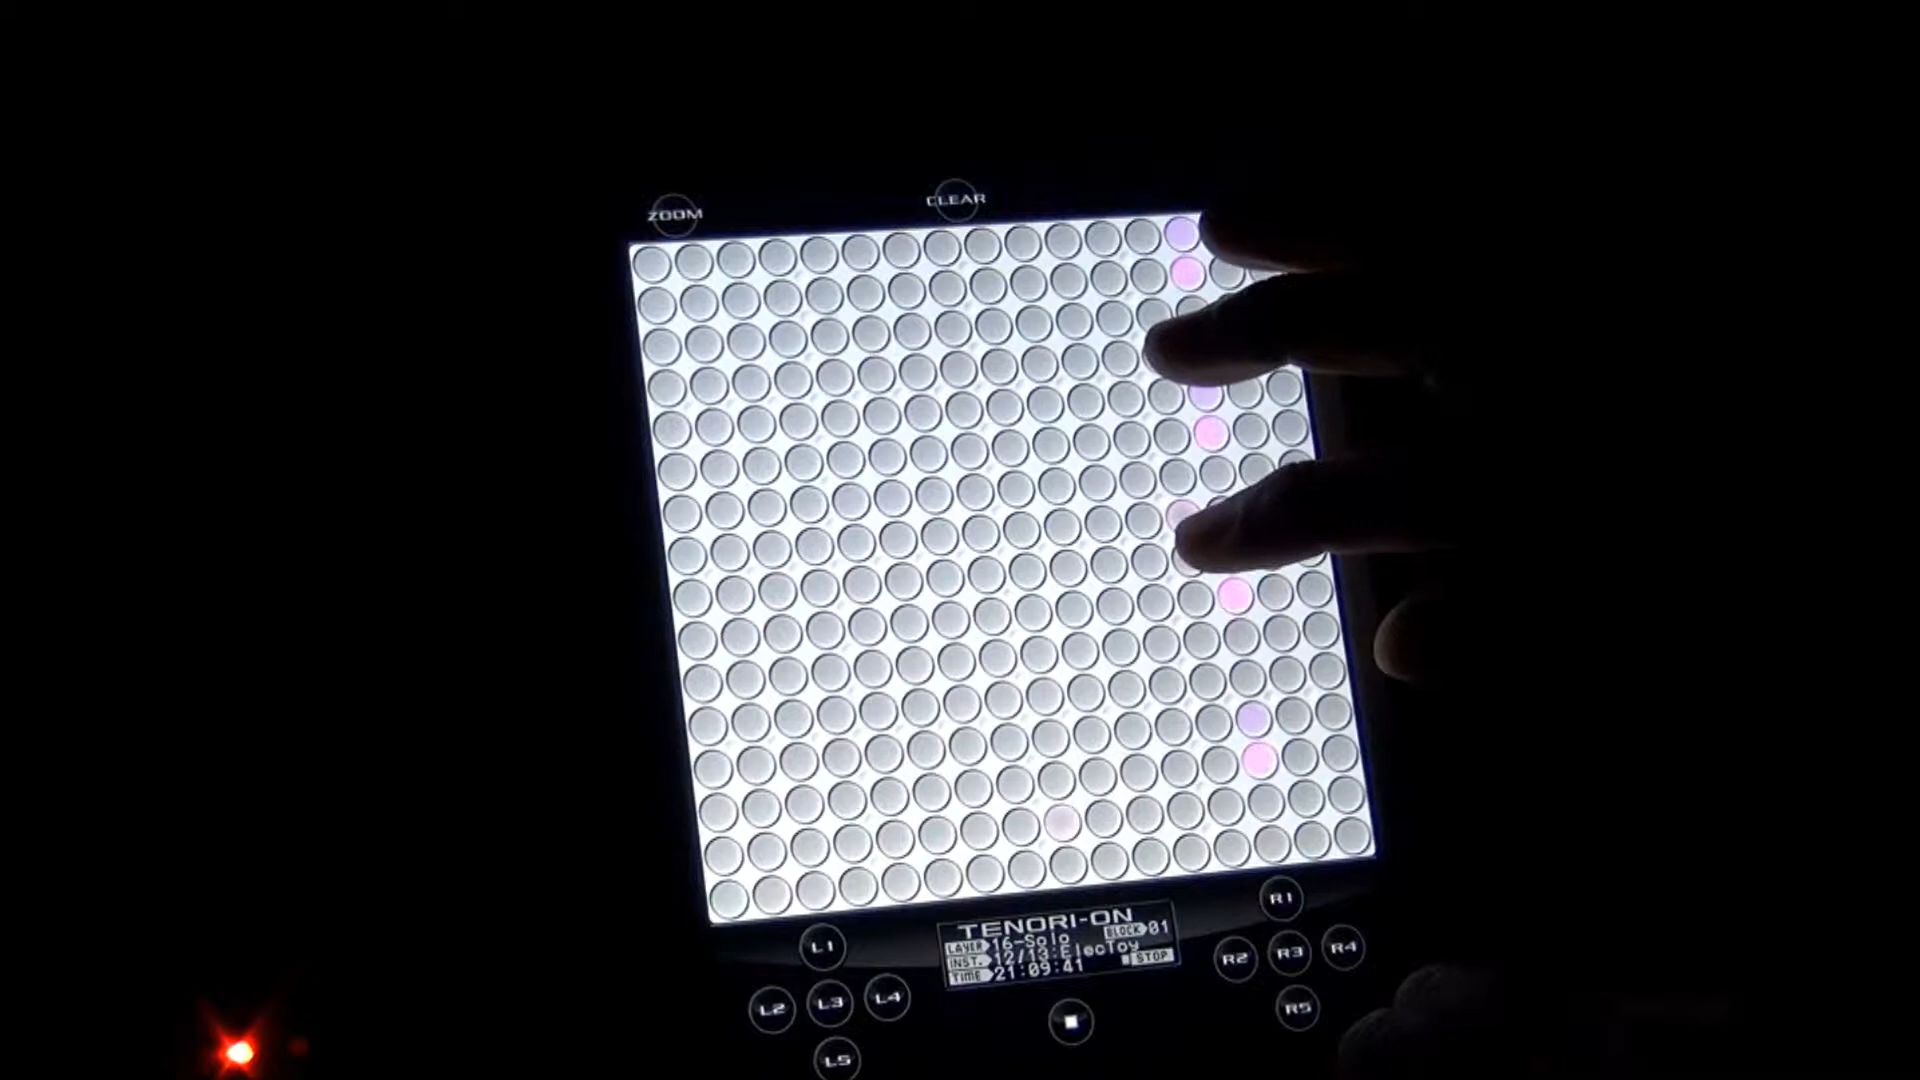 ZOOM
CLEAR
TENORI-ON
LAYER 16-Solo BLOCK 01
INST. 12/13:ElecToy
TIME 21:09:41 STOP
L1
L2 L3 L4
L5
R1
R2 R3 R4
R5